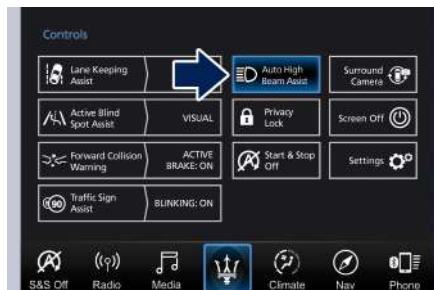 Controls
Lane Keeping
Assist
Auto High
Beam Assist
Surround
Camera
Active Blind
Spot Assist
VISUAL
Privacy
Lock
Screen Off
Forward Collision
Warning
ACTIVE
BRAKE: ON
Start & Stop
Off
Settings
90
Traffic Sign
Assist
BLINKING: ON
S&S Off
Radio
Media
Climate
Nav
Phone